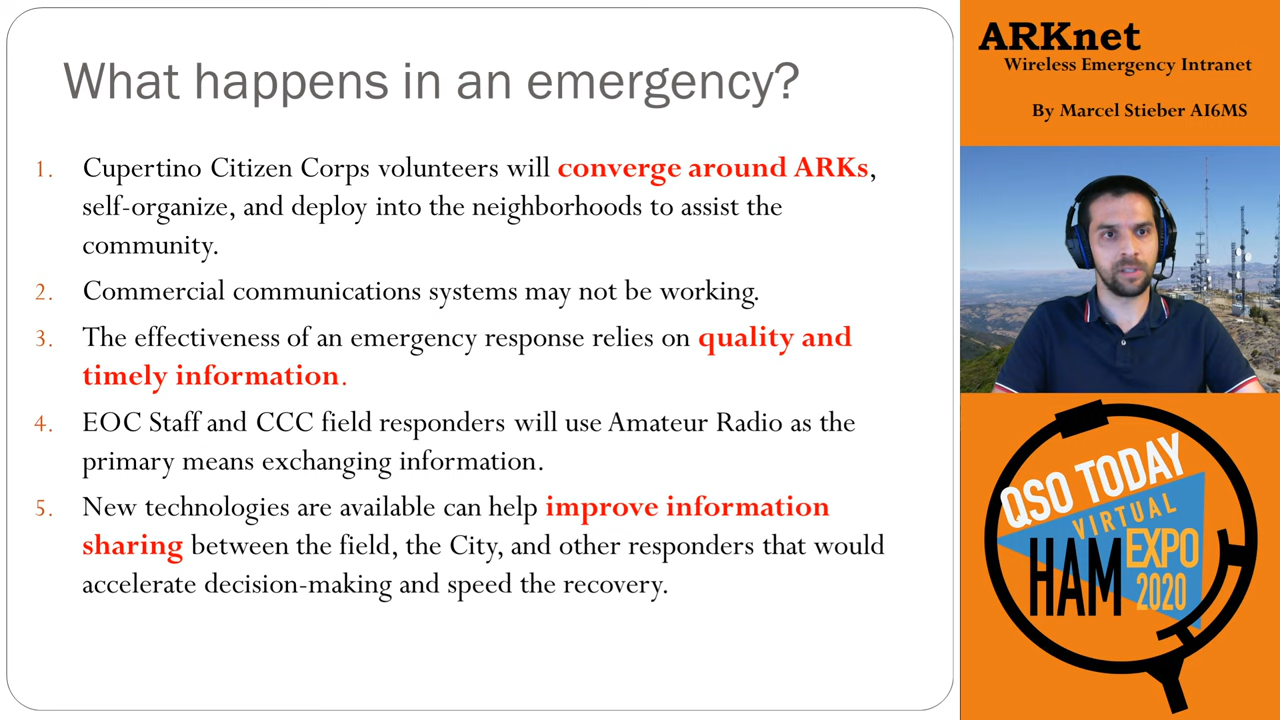 What happens in an emergency?
1. Cupertino Citizen Corps volunteers will converge around ARKs,
self-organize, and deploy into the neighborhoods to assist the
community.
2. Commercial communications systems may not be working.
3. The effectiveness of an emergency response relies on quality and
timely information.
4. EOC Staff and CCC field responders will use Amateur Radio as the
primary means exchanging information.
5. New technologies are available can help improve information
sharing between the field, the City, and other responders that would
accelerate decision-making and speed the recovery.
ARKnet
Wireless Emergency Intranet
By Marcel Stieber AI6MS
QSO TODAY
VIRTUAL
HAM EXPO
2020